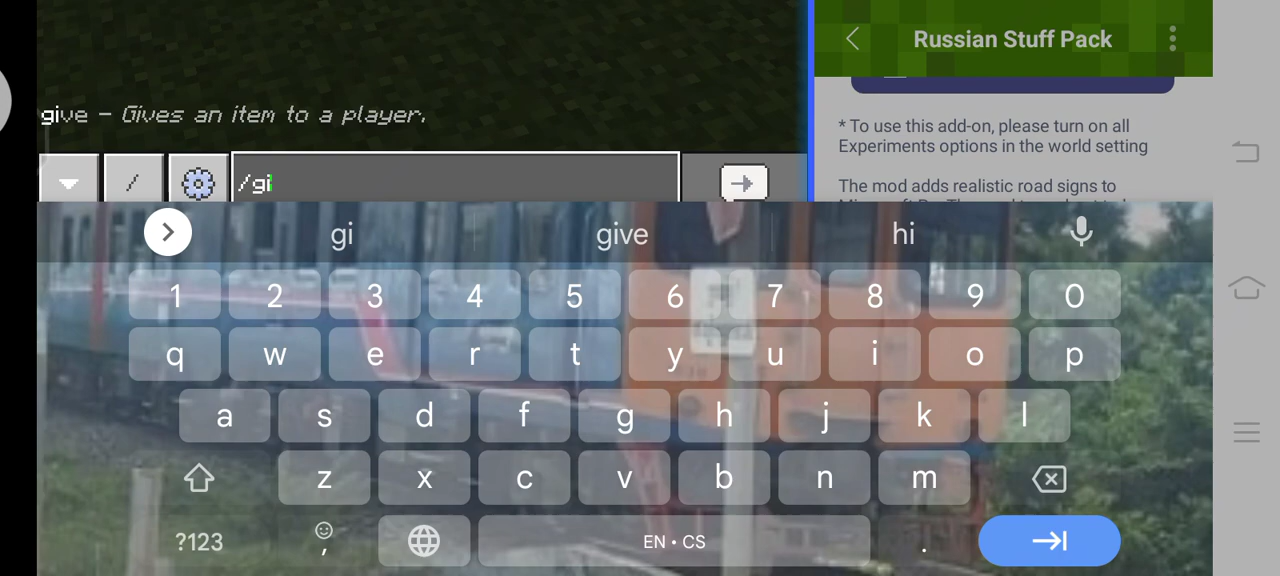 Russian Stuff Pack
give – Gives an item to a player.
* To use this add-on, please turn on all
Experiments options in the world setting
/ /gi
The mod adds realistic road signs to
gi give hi
1 2 3 4 5 6 7 8 9 0
q w e r t y u i o p
a s d f g h j k l
z x c v b n m
?123 , EN • CS .